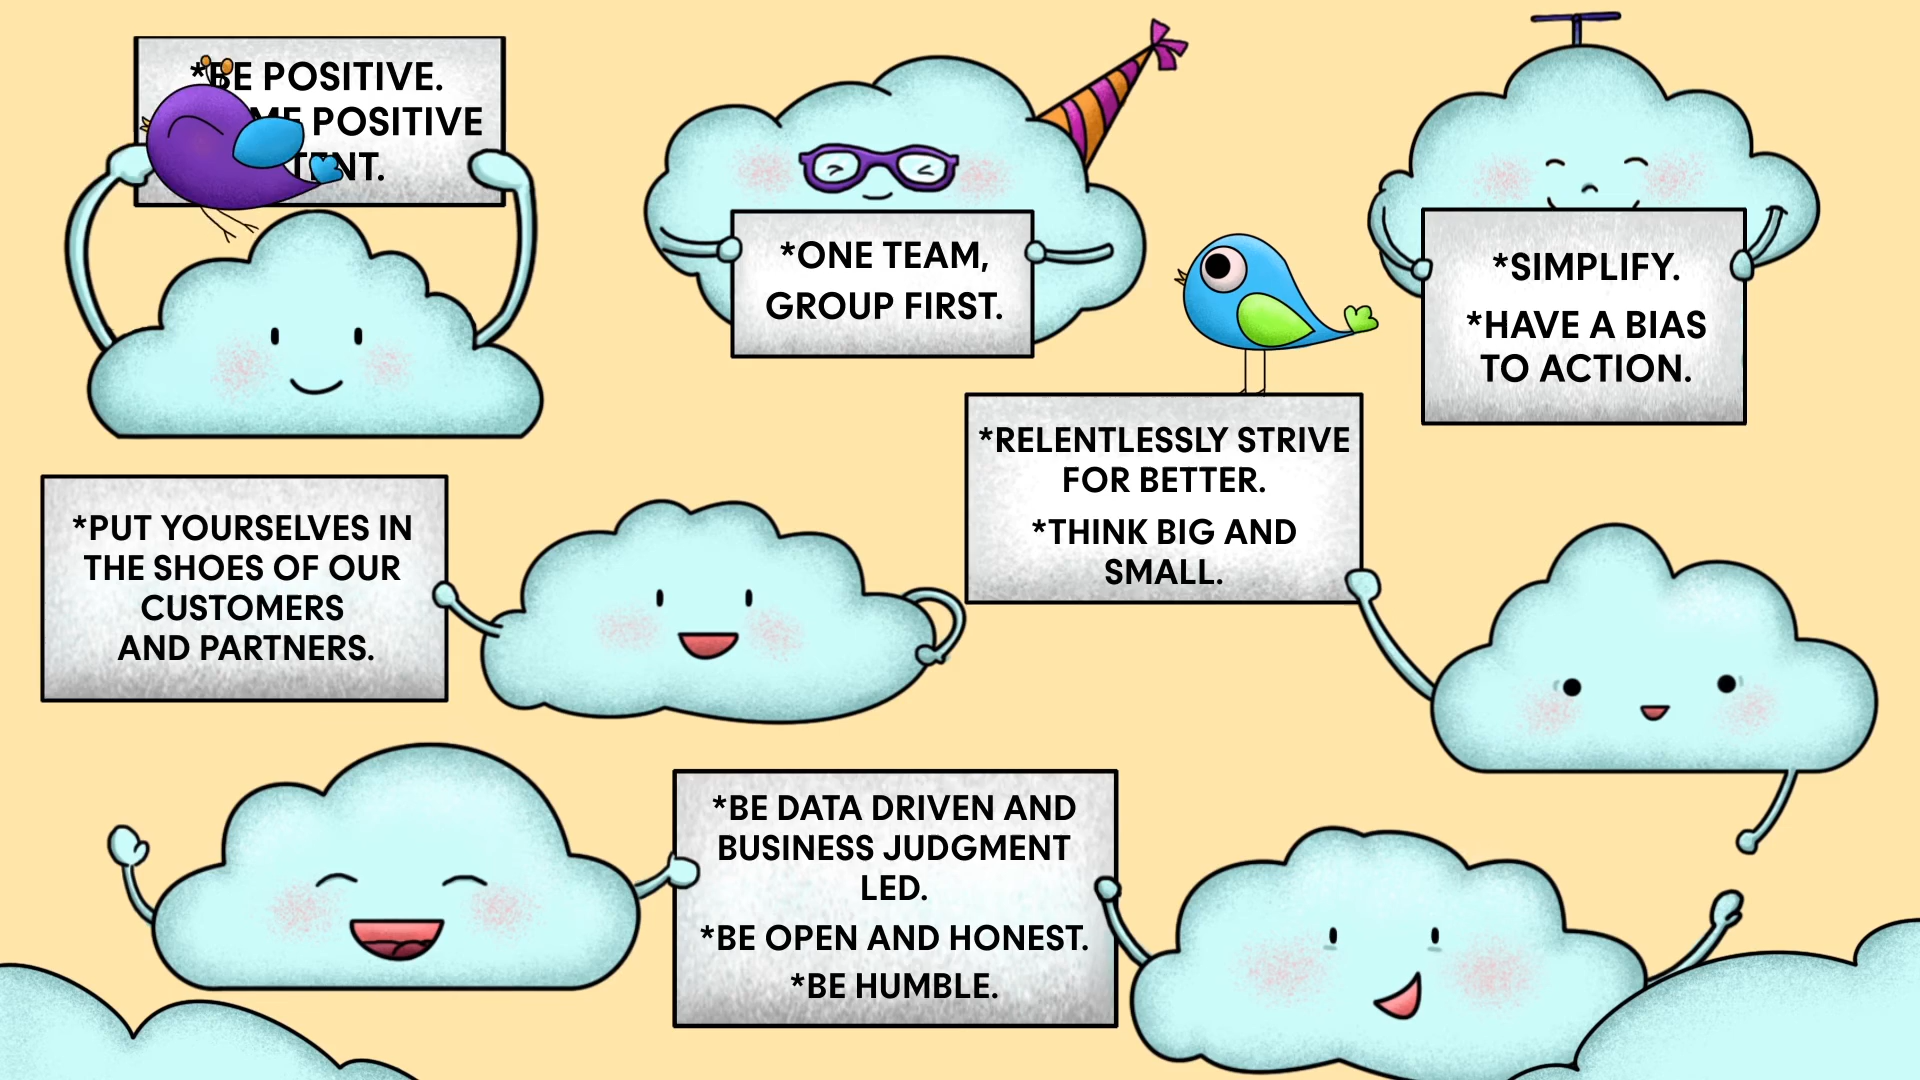 *BE POSITIVE.
POSITIVE
*ONE TEAM,
GROUP FIRST.
*SIMPLIFY.
*HAVE A BIAS
TO ACTION.
*RELENTLESSLY STRIVE
FOR BETTER.
*THINK BIG AND
SMALL.
*PUT YOURSELVES IN
THE SHOES OF OUR
CUSTOMERS
AND PARTNERS.
*BE DATA DRIVEN AND
BUSINESS JUDGMENT
LED.
*BE OPEN AND HONEST.
*BE HUMBLE.